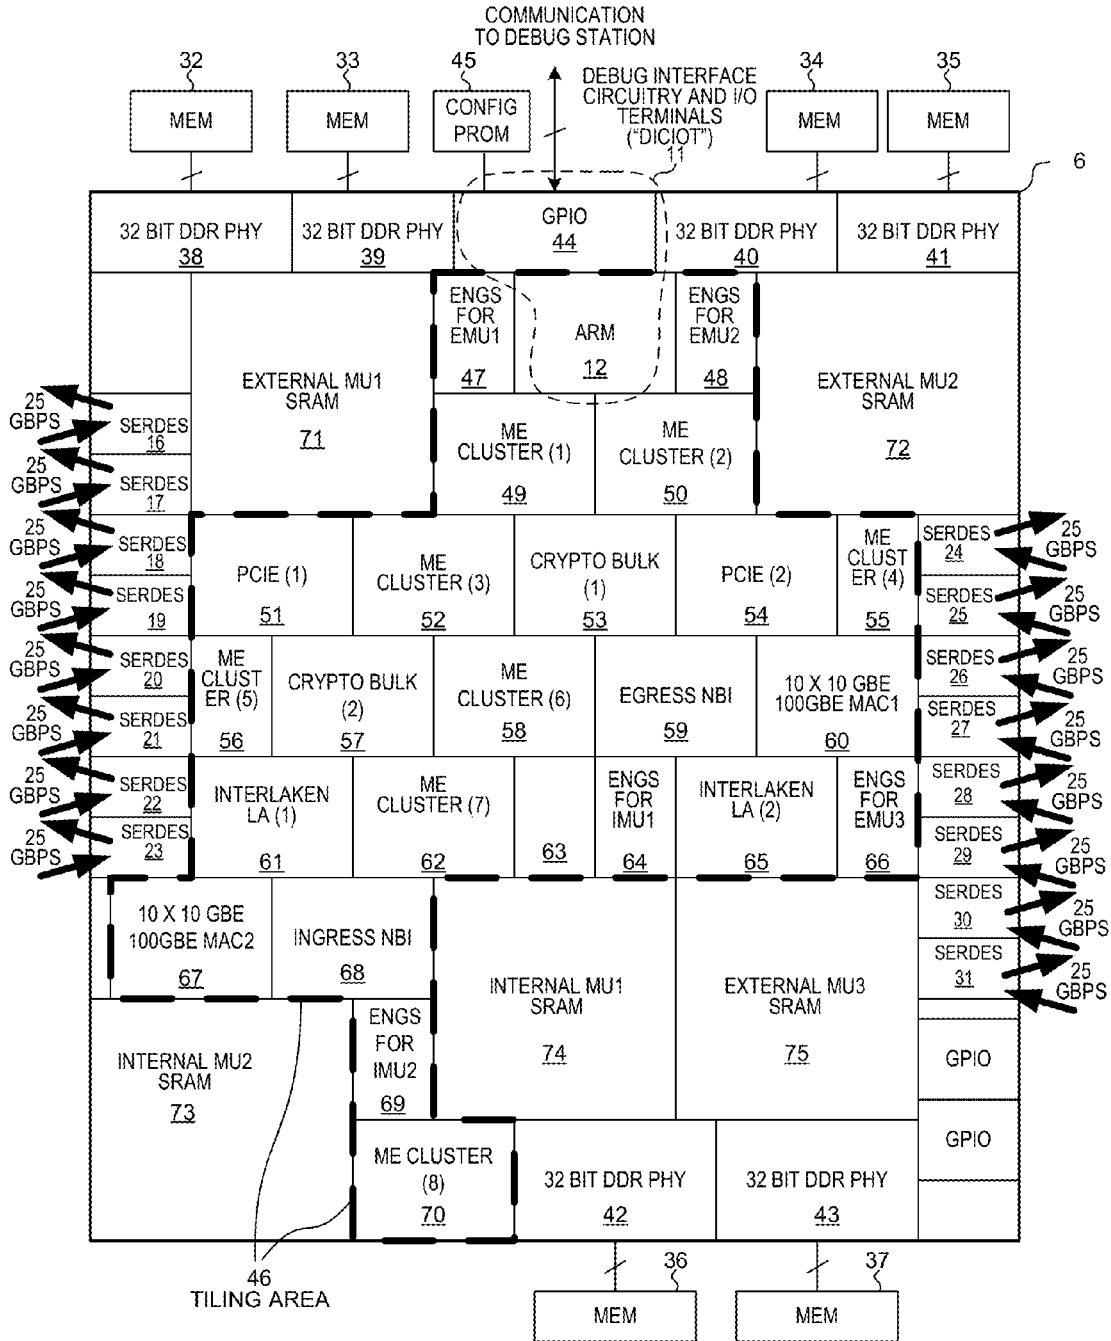 COMMUNICATION
TO DEBUG STATION
32
33
45
34
35
MEM
MEM
CONFIG
PROM
DEBUG INTERFACE
CIRCUITRY AND I/O
TERMINALS
("DICIOT")
11
MEM
MEM
6
32 BIT DDR PHY
38
32 BIT DDR PHY
39
GPIO
44
32 BIT DDR PHY
40
32 BIT DDR PHY
41
EXTERNAL MU1
SRAM
71
ENGS
FOR
EMU1
47
ARM
12
ENGS
FOR
EMU2
48
EXTERNAL MU2
SRAM
72
ME
CLUSTER (1)
49
ME
CLUSTER (2)
50
25
GBPS
SERDES
16
25
GBPS
SERDES
17
25
GBPS
SERDES
18
25
GBPS
SERDES
19
25
GBPS
SERDES
20
25
GBPS
SERDES
21
25
GBPS
SERDES
22
25
GBPS
SERDES
23
PCIE (1)
51
ME
CLUSTER (3)
52
CRYPTO BULK
(1)
53
PCIE (2)
54
ME
CLUST
ER (4)
55
ME
CLUST
ER (5)
56
CRYPTO BULK
(2)
57
ME
CLUSTER (6)
58
EGRESS NBI
59
10 X 10 GBE
100GBE MAC1
60
INTERLAKEN
LA (1)
61
ME
CLUSTER (7)
62
63
ENGS
FOR
IMU1
64
INTERLAKEN
LA (2)
65
ENGS
FOR
EMU3
66
SERDES
24
25
GBPS
SERDES
25
25
GBPS
SERDES
26
25
GBPS
SERDES
27
25
GBPS
SERDES
28
25
GBPS
SERDES
29
25
GBPS
SERDES
30
25
GBPS
SERDES
31
25
GBPS
10 X 10 GBE
100GBE MAC2
67
INGRESS NBI
68
INTERNAL MU1
SRAM
74
EXTERNAL MU3
SRAM
75
INTERNAL MU2
SRAM
73
ENGS
FOR
IMU2
69
GPIO
GPIO
ME CLUSTER
(8)
70
32 BIT DDR PHY
42
32 BIT DDR PHY
43
46
TILING AREA
36
37
MEM
MEM